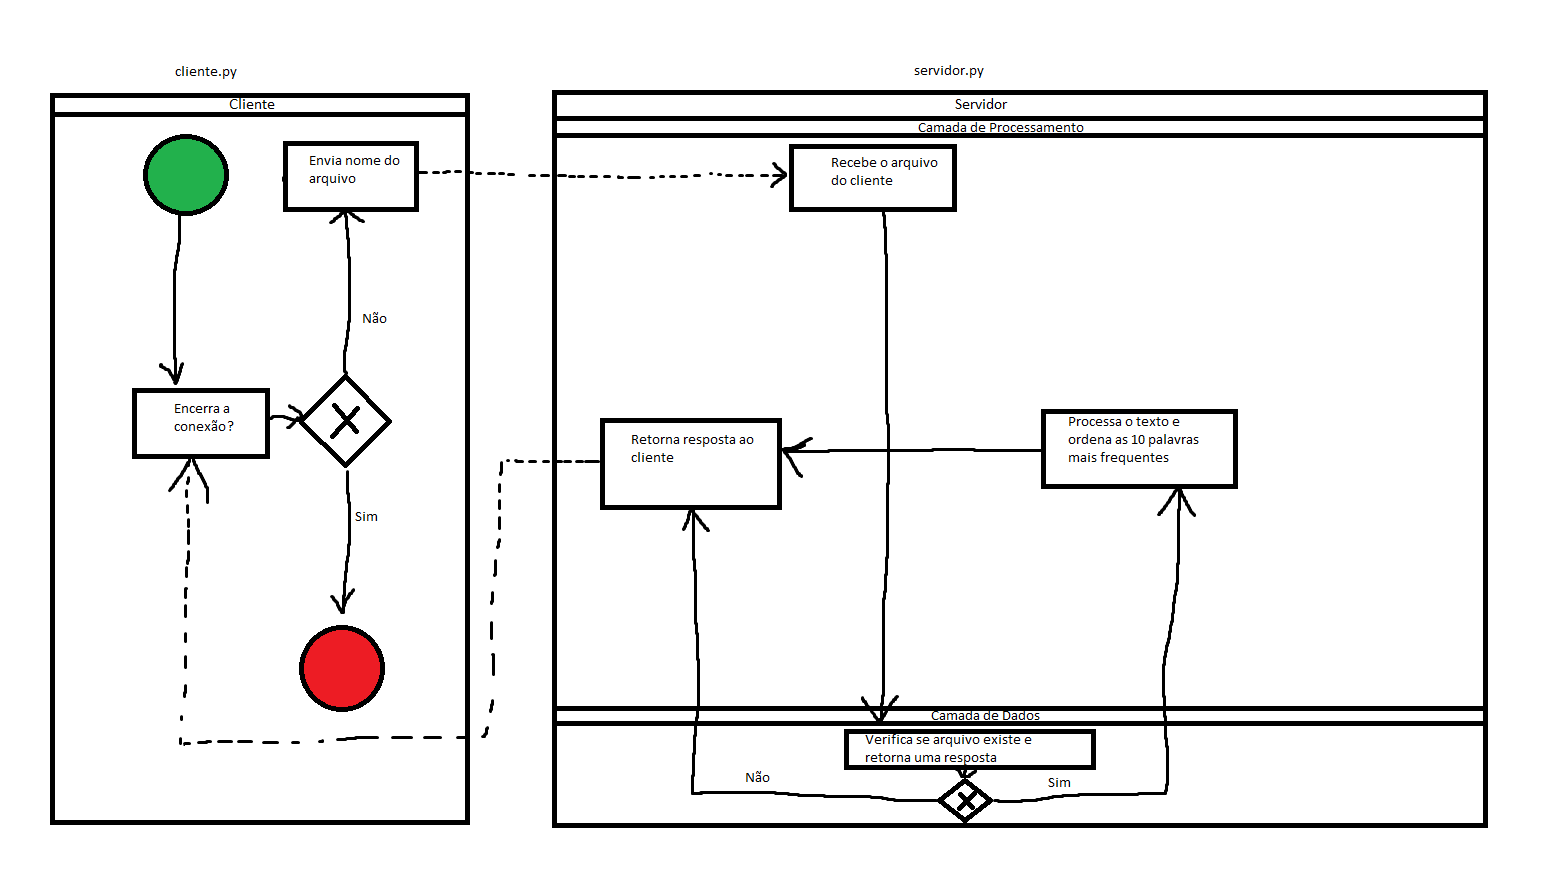 cliente.py
servidor.py
Cliente
Servidor
Camada de Processamento
Envia nome do
arquivo
Recebe o arquivo
do cliente
Não
Encerra a
conexão?
Sim
Retorna resposta ao
cliente
Processa o texto e
ordena as 10 palavras
mais frequentes
Camada de Dados
Verifica se arquivo existe e
retorna uma resposta
Não
Sim